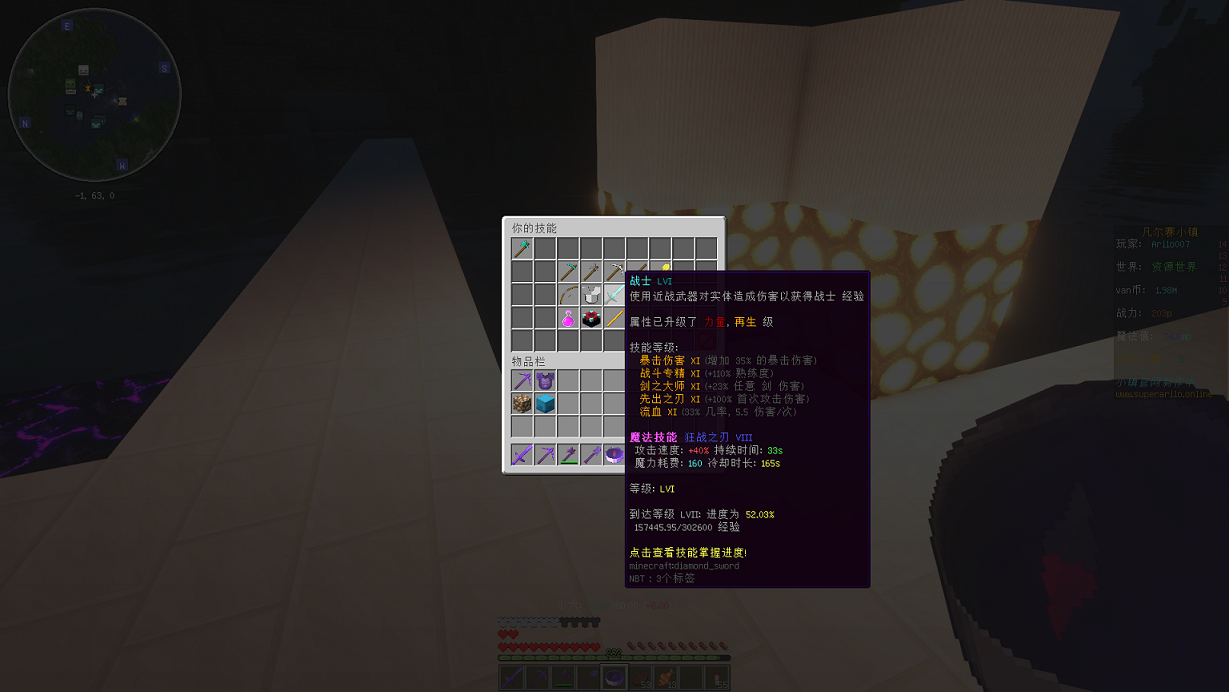 E
S
N
W
-1, 63, 0
你的技能
物品栏
战士 LVI
使用近战武器对实体造成伤害以获得战士 经验
属性已升级了 力量, 再生 级
技能等级:
暴击伤害 XI (增加 35% 的暴击伤害)
战斗专精 XI (+110% 熟练度)
剑之大师 XI (+23% 任意 剑 伤害)
先出之刃 XI (+100% 首次攻击伤害)
流血 XI (33% 几率, 5.5 伤害/次)
魔法技能 狂战之刃 VIII
攻击速度: +40% 持续时间: 33s
魔力耗费: 160 冷却时长: 165s
等级: LVI
到达等级 LVII: 进度为 52.03%
157445.95/302600 经验
点击查看技能掌握进度!
minecraft:diamond_sword
NBT : 3个标签
凡尔赛小镇
玩家: Arilo007
世界: 资源世界
van币: 1.90M
战力: 203p
www.superarilo.online